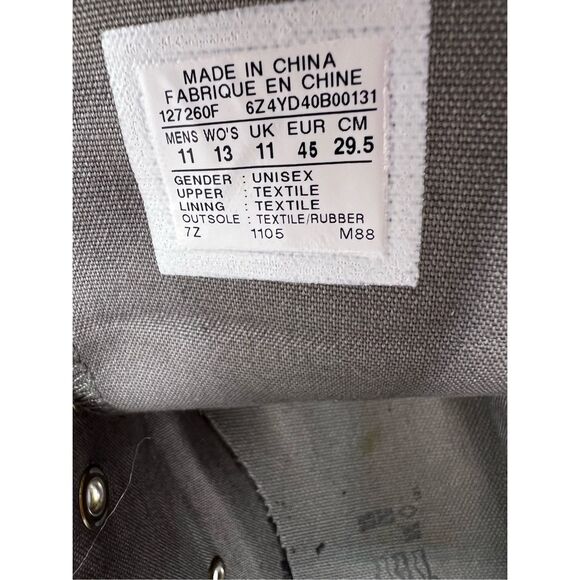 MADE IN CHINA
FABRIQUE EN CHINE
127260F 6Z4YD40B00131
MENS WO'S UK EUR CM
11 13 11 45 29.5
GENDER : UNISEX
UPPER : TEXTILE
LINING : TEXTILE
OUTSOLE : TEXTILE/RUBBER
7Z 1105 M88